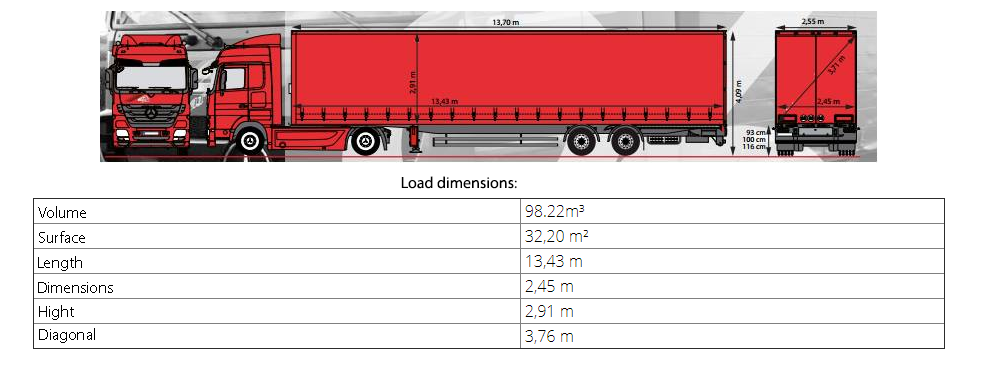 13,70 m
2,55 m
2,91 m
13,43 m
4,09 m
3,71 m
2,45 m
93 cm
100 cm
116 cm
Load dimensions:
Volume 98.22m³
Surface 32,20 m²
Length 13,43 m
Dimensions 2,45 m
Hight 2,91 m
Diagonal 3,76 m